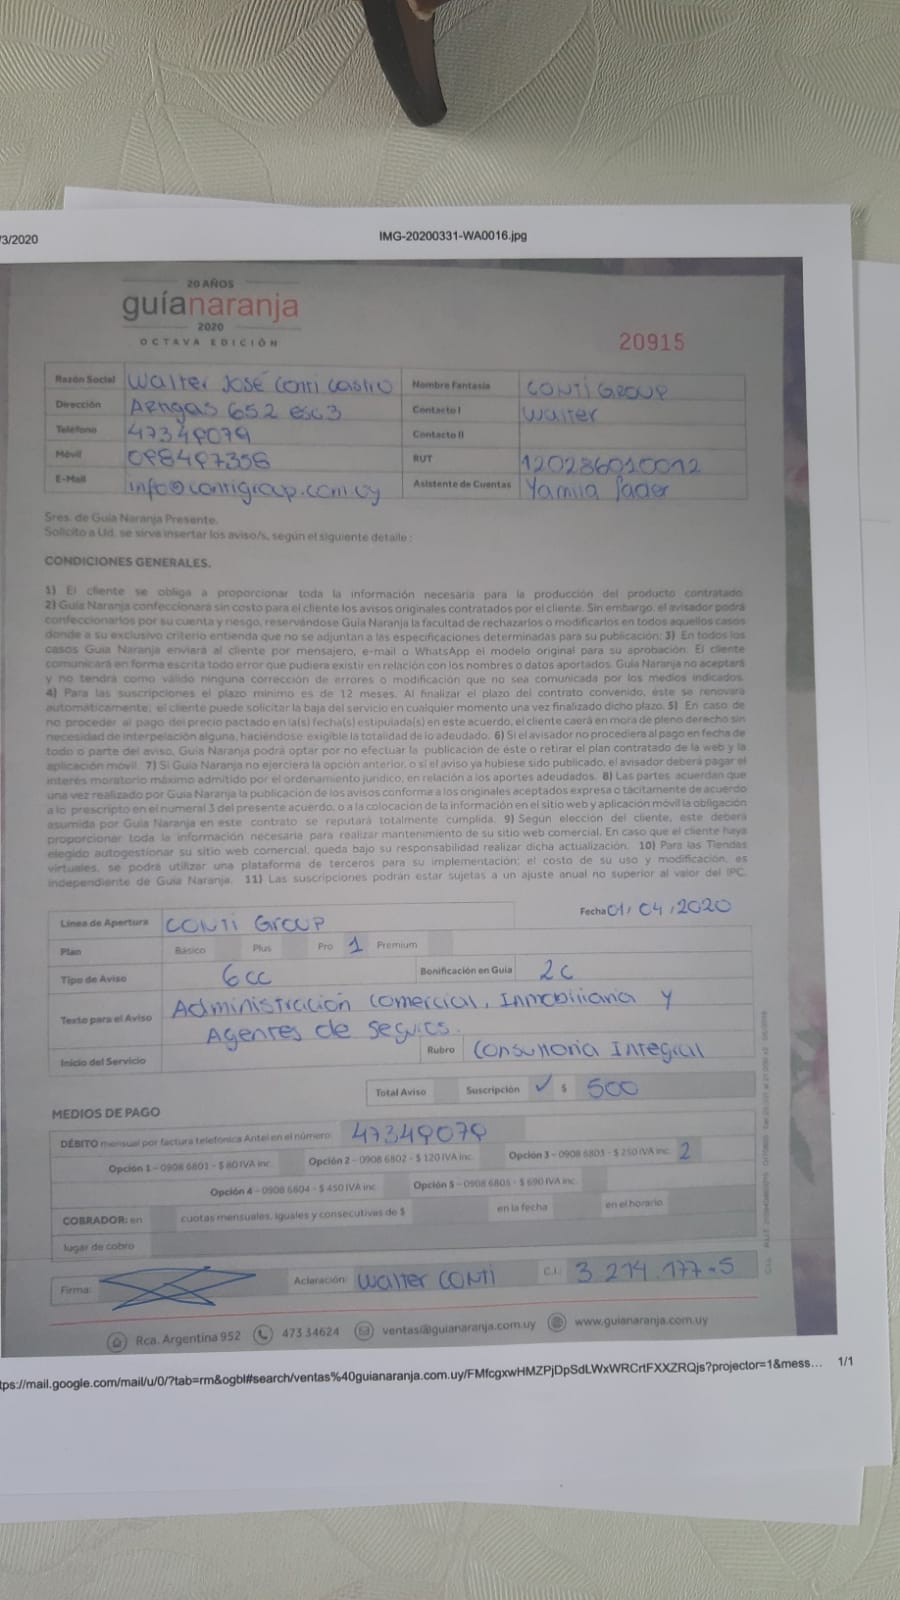 /3/2020
IMG-20200331-WA0016.jpg
20 AÑOS
guíanaranja
2020
OCTAVA EDICIÓN
20915
Razón Social Walter José Conti Castro Nombre Fantasia CONTI GROUP
Dirección 652 esc 3 Contacto I Walter
Teléfono 47349079 Contacto II
Móvil 098497358 RUT 120286010012
E-Mail info@contigroup.com.uy Asistente de Cuentas Yamila Sader
Sres. de Guía Naranja Presente.
Solicito a Ud. se sirva insertar los aviso/s, según el siguiente detalle :
CONDICIONES GENERALES.
1) El cliente se obliga a proporcionar toda la información necesaria para la producción del producto contratado.
2) Guía Naranja confeccionará sin costo para el cliente los avisos originales contratados por el cliente. Sin embargo, el avisador podrá
confeccionarlos por su cuenta y riesgo, reservándose Guía Naranja la facultad de rechazarlos o modificarlos en todos aquellos casos
donde a su exclusivo criterio entienda que no se adjuntan a las especificaciones determinadas para su publicación; 3) En todos los
casos Guía Naranja enviará al cliente por mensajero, e-mail o WhatsApp el modelo original para su aprobación. El cliente
comunicará en forma escrita todo error que pudiera existir en relación con los nombres o datos aportados. Guía Naranja no aceptará
y no tendrá como válido ninguna corrección de errores o modificación que no sea comunicada por los medios indicados.
4) Para las suscripciones el plazo mínimo es de 12 meses. Al finalizar el plazo del contrato convenido, éste se renovará
automáticamente; el cliente puede solicitar la baja del servicio en cualquier momento una vez finalizado dicho plazo. 5) En caso de
no proceder al pago del precio pactado en la(s) fecha(s) estipulada(s) en este acuerdo, el cliente caerá en mora de pleno derecho sin
necesidad de interpelación alguna, haciéndose exigible la totalidad de lo adeudado. 6) Si el avisador no procediera al pago en fecha de
todo o parte del aviso, Guía Naranja podrá optar por no efectuar la publicación de éste o retirar el plan contratado de la web y la
aplicación móvil. 7) Si Guía Naranja no ejerciera la opción anterior, o si el aviso ya hubiese sido publicado, el avisador deberá pagar el
interés moratorio máximo admitido por el ordenamiento jurídico, en relación a los aportes adeudados. 8) Las partes acuerdan que
una vez realizado por Guía Naranja la publicación de los avisos conforme a los originales aceptados expresa o tácitamente de acuerdo
a lo prescripto en el numeral 3 del presente acuerdo, o a la colocación de la información en el sitio web y aplicación móvil la obligación
asumida por Guía Naranja en este contrato se reputará totalmente cumplida. 9) Según elección del cliente, este deberá
proporcionar toda la información necesaria para realizar mantenimiento de su sitio web comercial. En caso que el cliente haya
elegido autogestionar su sitio web comercial, queda bajo su responsabilidad realizar dicha actualización. 10) Para las Tiendas
virtuales, se podrá utilizar una plataforma de terceros para su implementación; el costo de su uso y modificación, es
independiente de Guía Naranja. 11) Las suscripciones podrán estar sujetas a un ajuste anual no superior al valor del IPC.
Línea de Apertura CONTI GROUP Fecha 01/04/2020
Plan Básico Plus Pro 1 Premium
Tipo de Aviso 6cc Bonificación en Guía 2c
Texto para el Aviso Administración Comercial, Inmobiliaria y
Agentes de Seguros.
Inicio del Servicio Rubro Consultoria Integral
Total Aviso Suscripción ✓ $ 500
MEDIOS DE PAGO
DÉBITO mensual por factura telefónica Antel en el número: 47349079
Opción 1 - 0908 6801 - $ 80 IVA inc. Opción 2 - 0908 6802 - $ 120 IVA inc. Opción 3 - 0908 6803 - $ 250 IVA inc. 2
Opción 4 - 0908 6804 - $ 450 IVA inc. Opción 5 - 0908 6805 - $ 690 IVA inc.
COBRADOR: en cuotas mensuales, iguales y consecutivas de $ en la fecha en el horario
lugar de cobro
Firma: Aclaración: Walter CONTI C.I.: 3.214.177-5
Rca. Argentina 952 473 34624 ventas@guianaranja.com.uy www.guianaranja.com.uy
tps://mail.google.com/mail/u/0/?tab=rm&ogbl#search/ventas%40guianaranja.com.uy/FMfcgxwHMZPjDpSdLWxWRCrtFXXZRQjs?projector=1&mess... 1/1